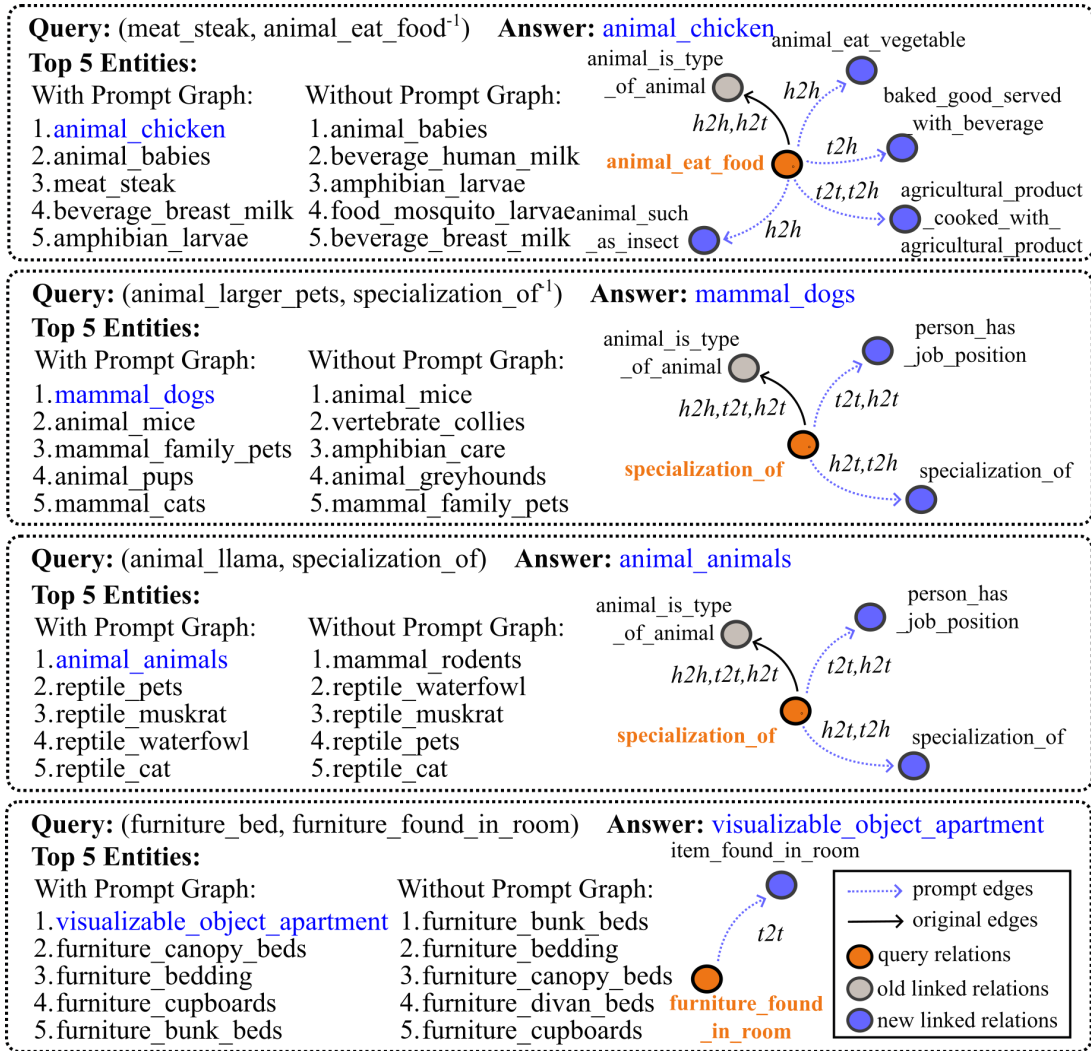 Query: (meat_steak, animal_eat_food⁻¹) Answer: animal_chicken
Top 5 Entities:
With Prompt Graph:
1.animal_chicken
2.animal_babies
3.meat_steak
4.beverage_breast_milk
5.amphibian_larvae
Without Prompt Graph:
1.animal_babies
2.beverage_human_milk
3.amphibian_larvae
4.food_mosquito_larvae
5.beverage_breast_milk
animal_is_type
_of_animal
h2h,h2t
animal_eat_vegetable
h2h
baked_good_served
_with_beverage
t2h
animal_eat_food
t2t,t2h
agricultural_product
_cooked_with_
agricultural_product
animal_such
_as_insect
h2h
Query: (animal_larger_pets, specialization_of⁻¹) Answer: mammal_dogs
Top 5 Entities:
With Prompt Graph:
1.mammal_dogs
2.animal_mice
3.mammal_family_pets
4.animal_pups
5.mammal_cats
Without Prompt Graph:
1.animal_mice
2.vertebrate_collies
3.amphibian_care
4.animal_greyhounds
5.mammal_family_pets
animal_is_type
_of_animal
h2h,t2t,h2t
person_has
_job_position
t2t,h2t
specialization_of
h2t,t2h
specialization_of
Query: (animal_llama, specialization_of) Answer: animal_animals
Top 5 Entities:
With Prompt Graph:
1.animal_animals
2.reptile_pets
3.reptile_muskrat
4.reptile_waterfowl
5.reptile_cat
Without Prompt Graph:
1.mammal_rodents
2.reptile_waterfowl
3.reptile_muskrat
4.reptile_pets
5.reptile_cat
animal_is_type
_of_animal
h2h,t2t,h2t
person_has
_job_position
t2t,h2t
specialization_of
h2t,t2h
specialization_of
Query: (furniture_bed, furniture_found_in_room) Answer: visualizable_object_apartment
Top 5 Entities:
With Prompt Graph:
1.visualizable_object_apartment
2.furniture_canopy_beds
3.furniture_bedding
4.furniture_cupboards
5.furniture_bunk_beds
Without Prompt Graph:
1.furniture_bunk_beds
2.furniture_bedding
3.furniture_canopy_beds
4.furniture_divan_beds
5.furniture_cupboards
item_found_in_room
t2t
furniture_found
_in_room
prompt edges
original edges
query relations
old linked relations
new linked relations